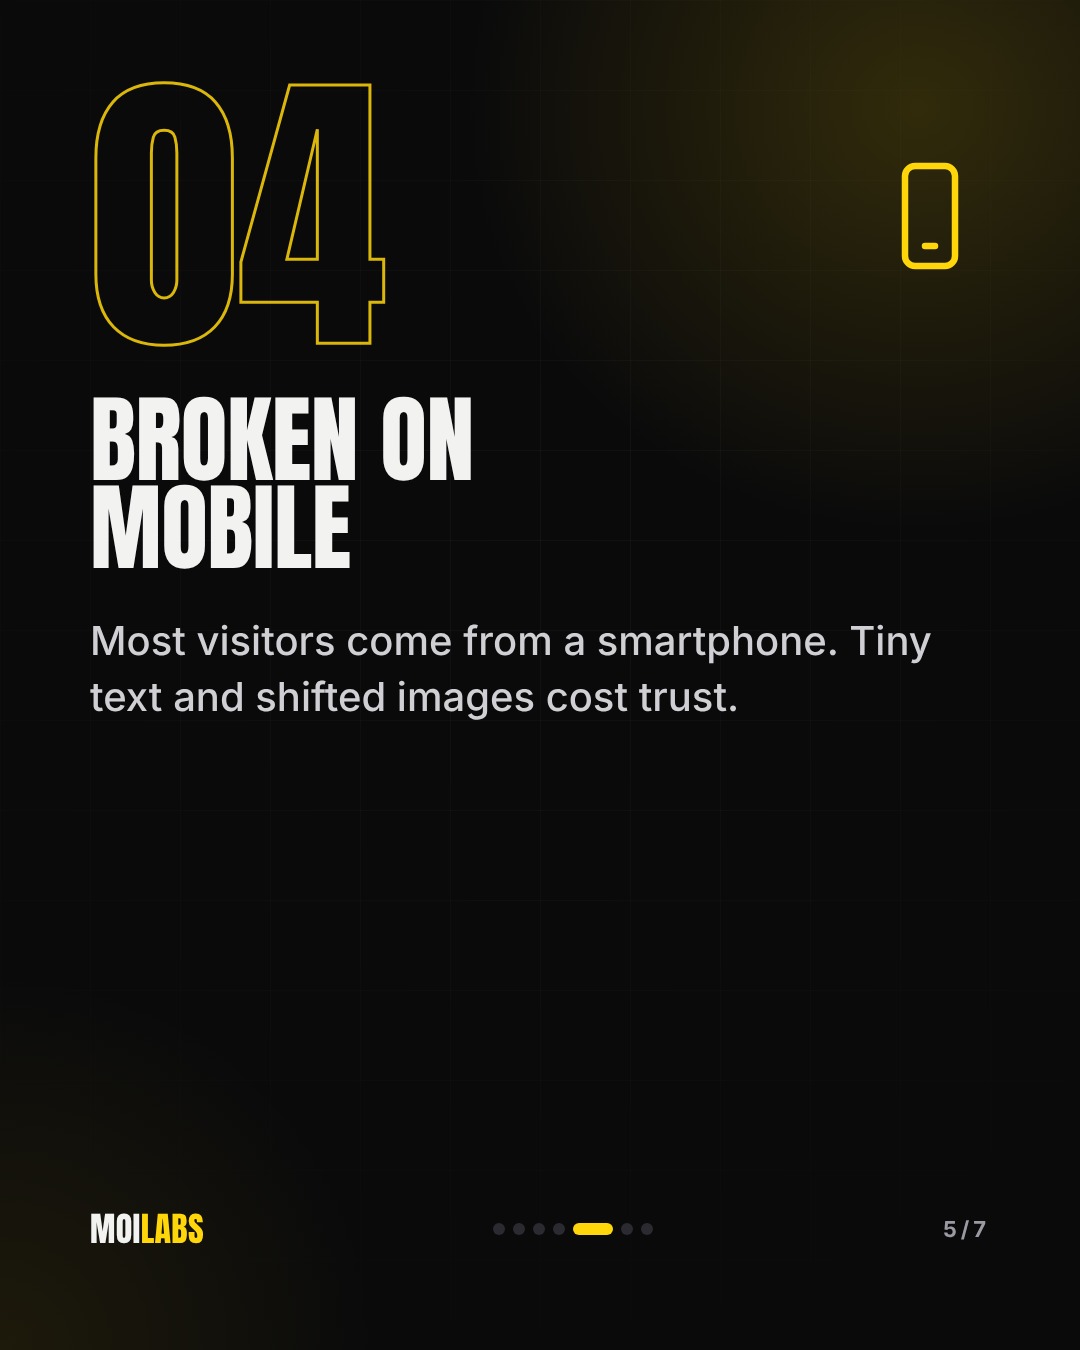 04
BROKEN ON
MOBILE
Most visitors come from a smartphone. Tiny
text and shifted images cost trust.
MOILABS
5/7